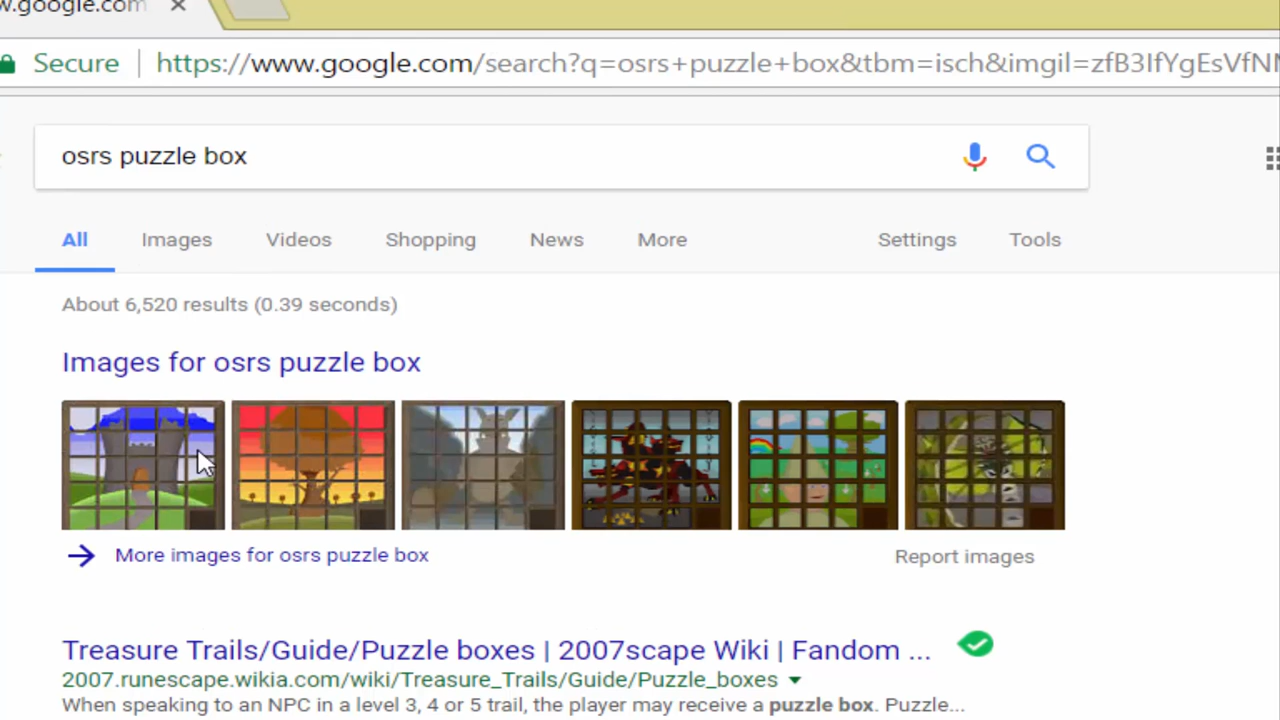 w.google.com
Secure https://www.google.com/search?q=osrs+puzzle+box&tbm=isch&imgil=zfB3IfYgEsVfNM
osrs puzzle box
All Images Videos Shopping News More Settings Tools
About 6,520 results (0.39 seconds)
Images for osrs puzzle box
More images for osrs puzzle box Report images
Treasure Trails/Guide/Puzzle boxes | 2007scape Wiki | Fandom ...
2007.runescape.wikia.com/wiki/Treasure_Trails/Guide/Puzzle_boxes
When speaking to an NPC in a level 3, 4 or 5 trail, the player may receive a puzzle box. Puzzle...